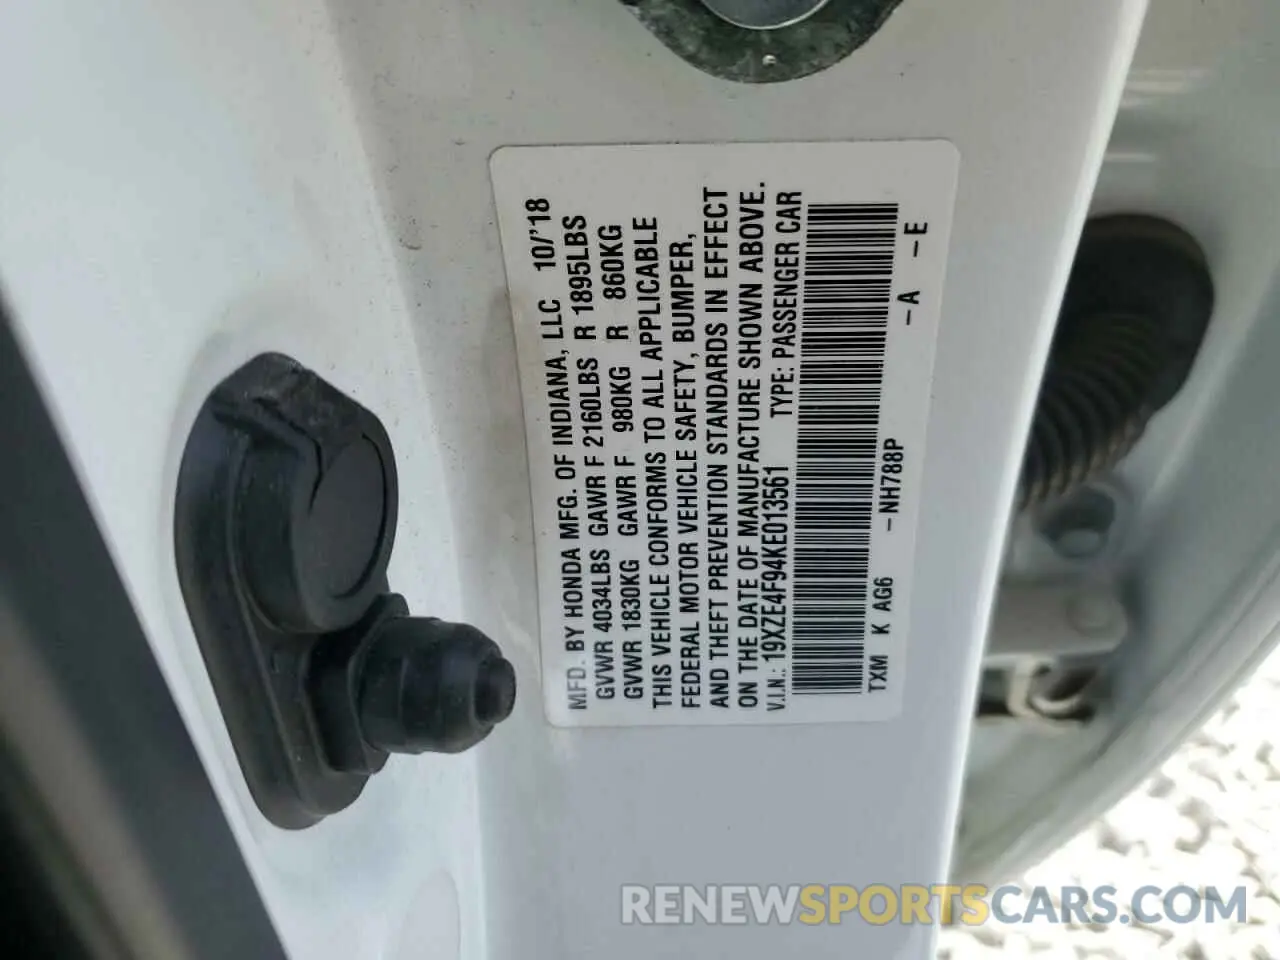 MFD. BY HONDA MFG. OF INDIANA, LLC 10/'18
GVWR 4034LBS GAWR F 2160LBS R 1895LBS
GVWR 1830KG GAWR F 980KG R 860KG
THIS VEHICLE CONFORMS TO ALL APPLICABLE
FEDERAL MOTOR VEHICLE SAFETY, BUMPER,
AND THEFT PREVENTION STANDARDS IN EFFECT
ON THE DATE OF MANUFACTURE SHOWN ABOVE.
V.I.N.: 19XZE4F94KE013561 TYPE: PASSENGER CAR
TXM K AG6 -NH788P -A -E
RENEWSPORTSCARS.COM